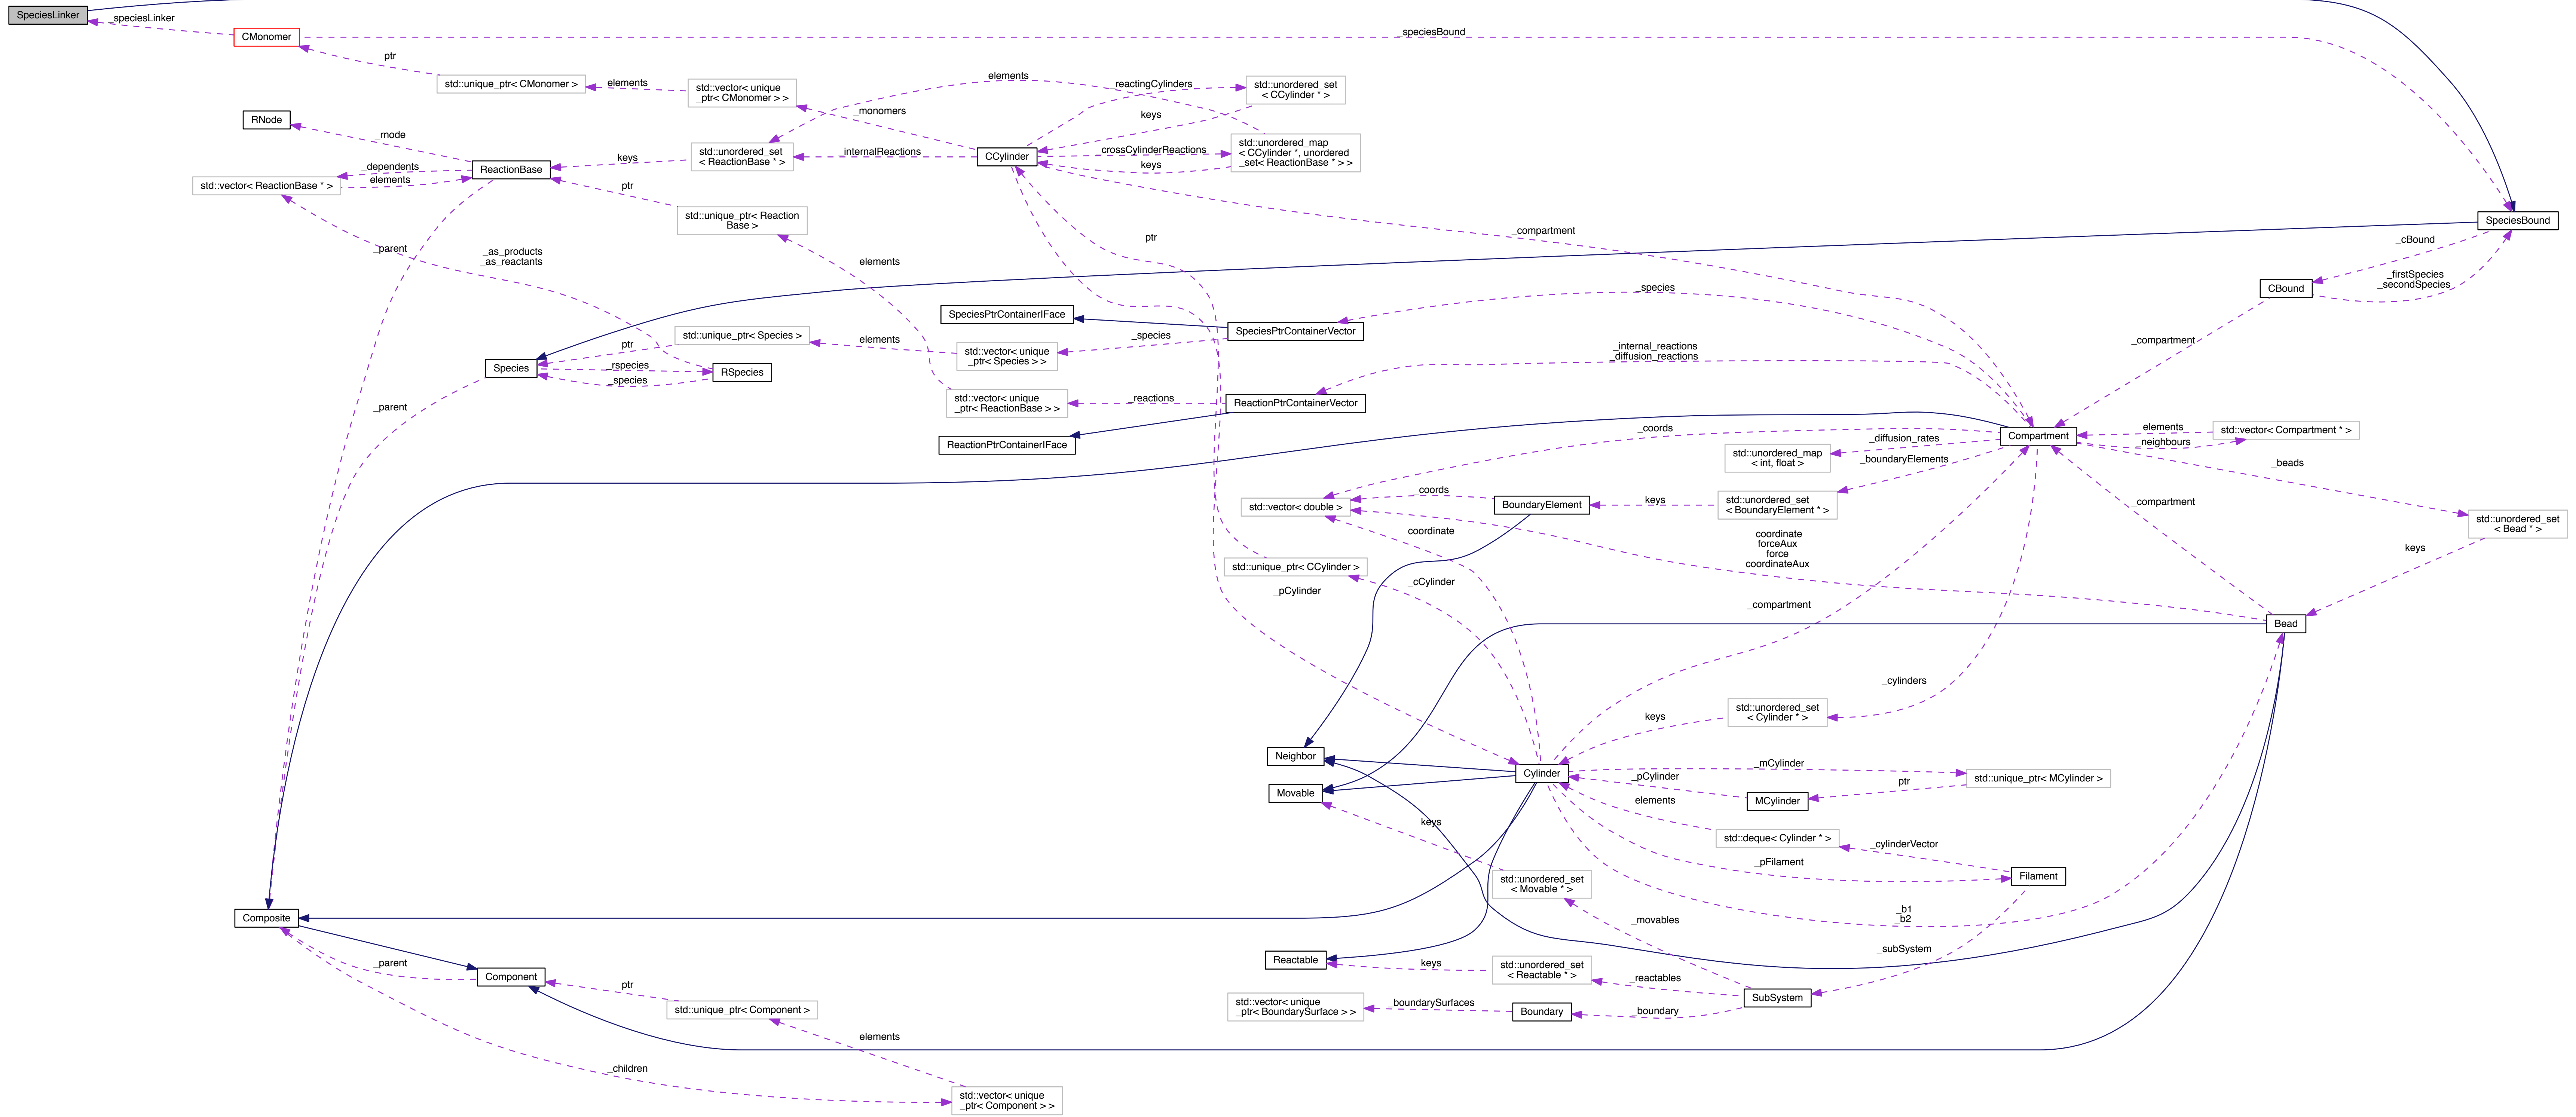 SpeciesLinker
_speciesLinker
CMonomer
_speciesBound
ptr
std::unique_ptr< CMonomer >
elements
std::vector< unique
_ptr< CMonomer > >
elements
_reactingCylinders
std::unordered_set
< CCylinder * >
RNode
_rnode
_monomers
keys
_dependents
elements
std::vector< ReactionBase * >
ReactionBase
keys
std::unordered_set
< ReactionBase * >
_internalReactions
CCylinder
_crossCylinderReactions
keys
std::unordered_map
< CCylinder *, unordered
_set< ReactionBase * > >
ptr
std::unique_ptr< Reaction
Base >
SpeciesBound
_parent
_as_products
_as_reactants
elements
ptr
_compartment
_cBound
_firstSpecies
_secondSpecies
CBound
_species
SpeciesPtrContainerIFace
SpeciesPtrContainerVector
_species
std::unique_ptr< Species >
elements
std::vector< unique
_ptr< Species > >
_compartment
ptr
Species
_rspecies
_species
RSpecies
_internal_reactions
_diffusion_reactions
_parent
std::vector< unique
_ptr< ReactionBase > >
_reactions
ReactionPtrContainerVector
ReactionPtrContainerIFace
_coords
_diffusion_rates
_boundaryElements
Compartment
elements
_neighbours
std::vector< Compartment * >
std::unordered_map
< int, float >
_beads
std::vector< double >
_coords
BoundaryElement
keys
std::unordered_set
< BoundaryElement * >
_compartment
std::unordered_set
< Bead * >
coordinate
coordinate
forceAux
force
coordinateAux
keys
std::unique_ptr< CCylinder >
_cCylinder
_pCylinder
_compartment
Bead
_cylinders
std::unordered_set
< Cylinder * >
keys
Neighbor
Cylinder
_mCylinder
std::unique_ptr< MCylinder >
Movable
_pCylinder
MCylinder
ptr
elements
keys
std::deque< Cylinder * >
_cylinderVector
_pFilament
Filament
std::unordered_set
< Movable * >
_b1
_b2
Composite
_movables
_subSystem
_parent
Component
Reactable
keys
std::unordered_set
< Reactable * >
_reactables
SubSystem
ptr
std::unique_ptr< Component >
std::vector< unique
_ptr< BoundarySurface > >
_boundarySurfaces
Boundary
_boundary
elements
_children
std::vector< unique
_ptr< Component > >